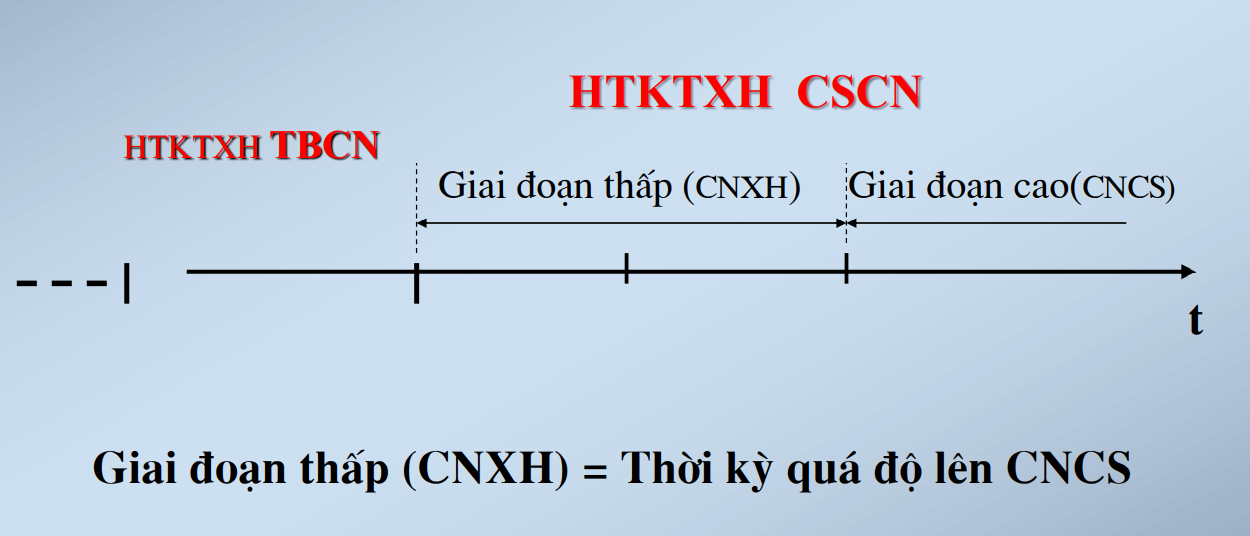 HTKTXH CSCN
HTKTXH TBCN
Giai đoạn thấp (CNXH)
Giai đoạn cao(CNCS)
t
Giai đoạn thấp (CNXH) = Thời kỳ quá độ lên CNCS